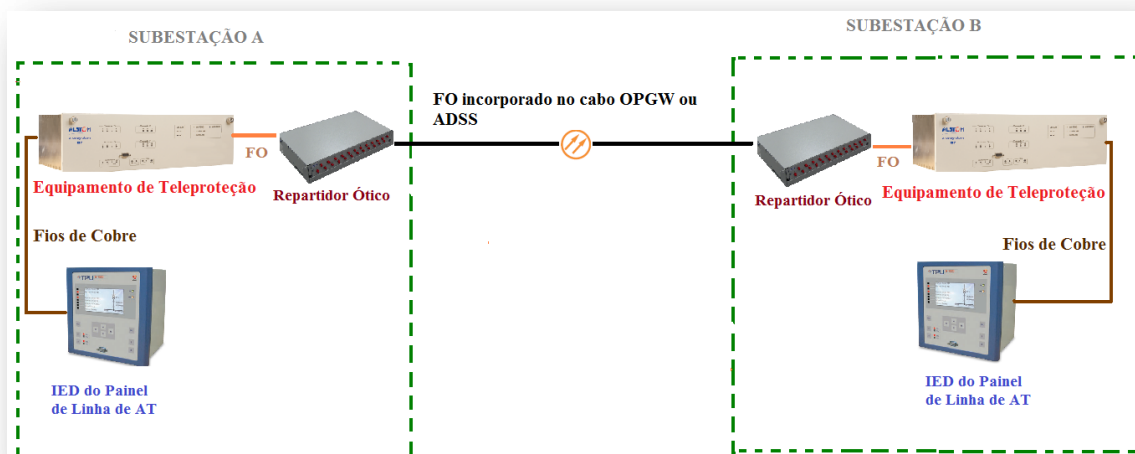 SUBESTAÇÃO A
SUBESTAÇÃO B
FO incorporado no cabo OPGW ou
ADSS
FO
FO
Equipamento de Teleproteção
Repartidor Ótico
Repartidor Ótico
Equipamento de Teleproteção
Fios de Cobre
Fios de Cobre
IED do Painel
de Linha de AT
IED do Painel
de Linha de AT